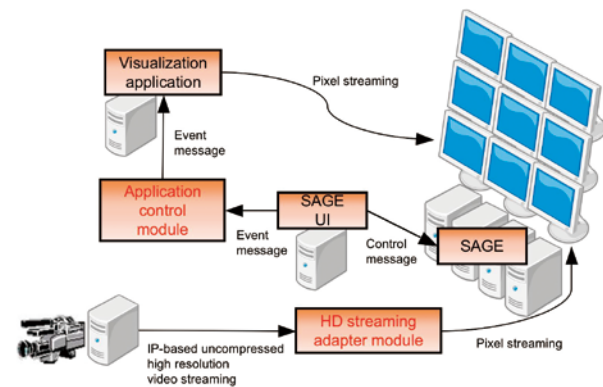 Visualization
application
Pixel streaming
Event
message
Application
control
module
SAGE
UI
Event
message
Control
message
SAGE
HD streaming
adapter module
IP-based uncompressed
high resolution
video streaming
Pixel streaming